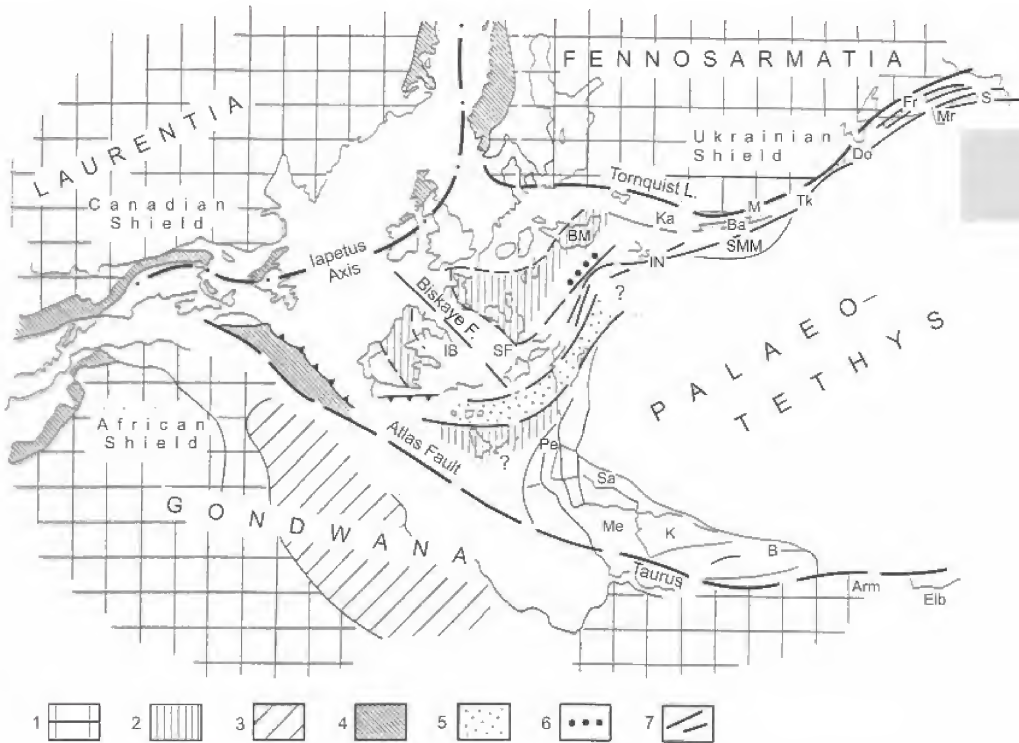 FENNOSARMATIA
LAURENTIA
Fr
S
Mr
Ukrainian
Shield
Do
Tornquist L.
Tk
M
Canadian
Shield
Ka
Ba
BM
SMM
IN
Iapetus
Axis
?
Biskaye F.
IB
SF
PALAEO-
TETHYS
African
Shield
Atlas Fault
?
Pe
Sa
GONDWANA
Me
K
B
Taurus
Arm
Elb
1
2
3
4
5
6
7